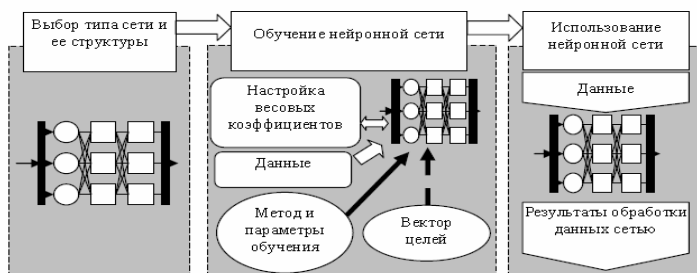 Выбор типа сети и
ее структуры
Обучение нейронной сети
Настройка
весовых
коэффициентов
Данные
Метод и
параметры
обучения
Вектор
целей
Использование
нейронной сети
Данные
Результаты обработки
данных сетью